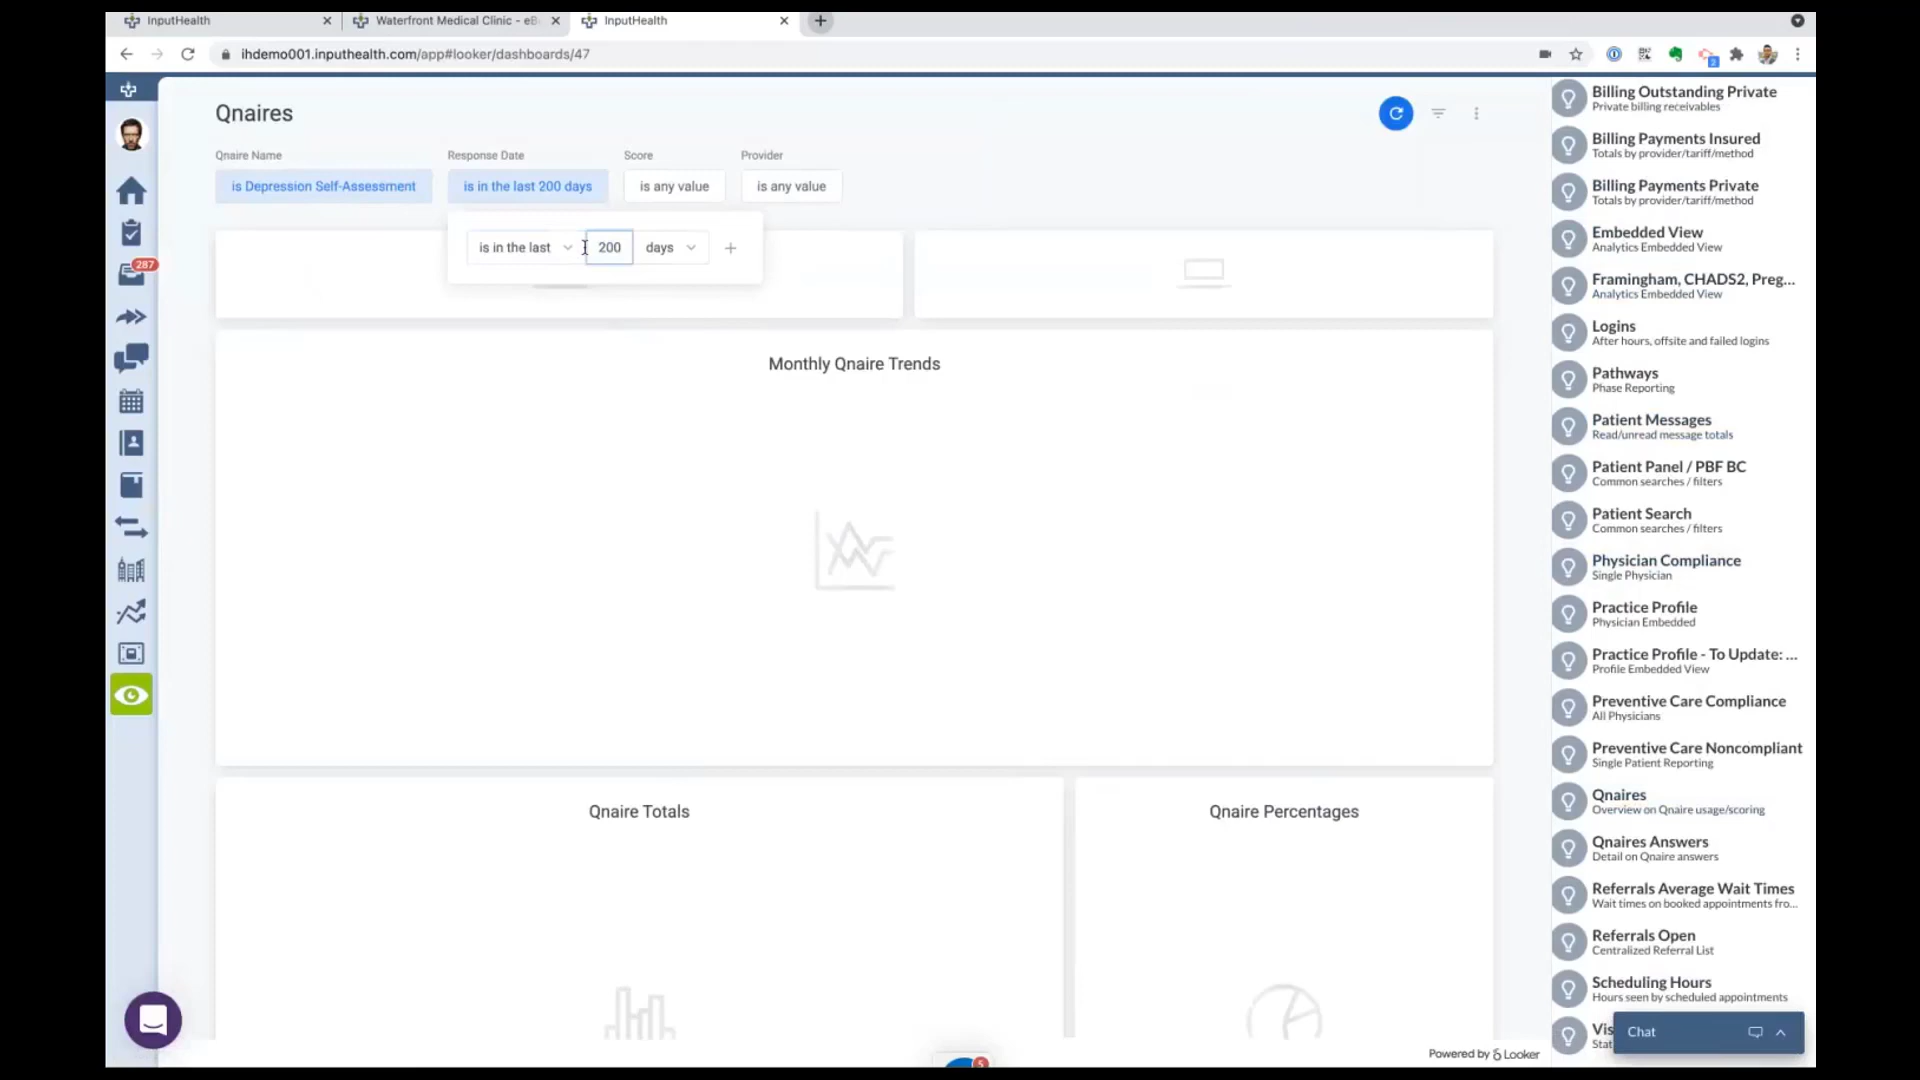 InputHealth
Waterfront Medical Clinic - eB
InputHealth
ihdemo001.inputhealth.com/app#looker/dashboards/47
2
Qnaires
Qnaire Name
Response Date
Score
Provider
is Depression Self-Assessment
is in the last 200 days
is any value
is any value
is in the last
200
days
287
Monthly Qnaire Trends
Qnaire Totals
Qnaire Percentages
Billing Outstanding Private
Private billing receivables
Billing Payments Insured
Totals by provider/tariff/method
Billing Payments Private
Totals by provider/tariff/method
Embedded View
Analytics Embedded View
Framingham, CHADS2, Preg...
Analytics Embedded View
Logins
After hours, offsite and failed logins
Pathways
Phase Reporting
Patient Messages
Read/unread message totals
Patient Panel / PBF BC
Common searches / filters
Patient Search
Common searches / filters
Physician Compliance
Single Physician
Practice Profile
Physician Embedded
Practice Profile - To Update: ...
Profile Embedded View
Preventive Care Compliance
All Physicians
Preventive Care Noncompliant
Single Patient Reporting
Qnaires
Overview on Qnaire usage/scoring
Qnaires Answers
Detail on Qnaire answers
Referrals Average Wait Times
Wait times on booked appointments fro...
Referrals Open
Centralized Referral List
Scheduling Hours
Hours seen by scheduled appointments
Vis
Stat
Chat
Powered by Looker
5